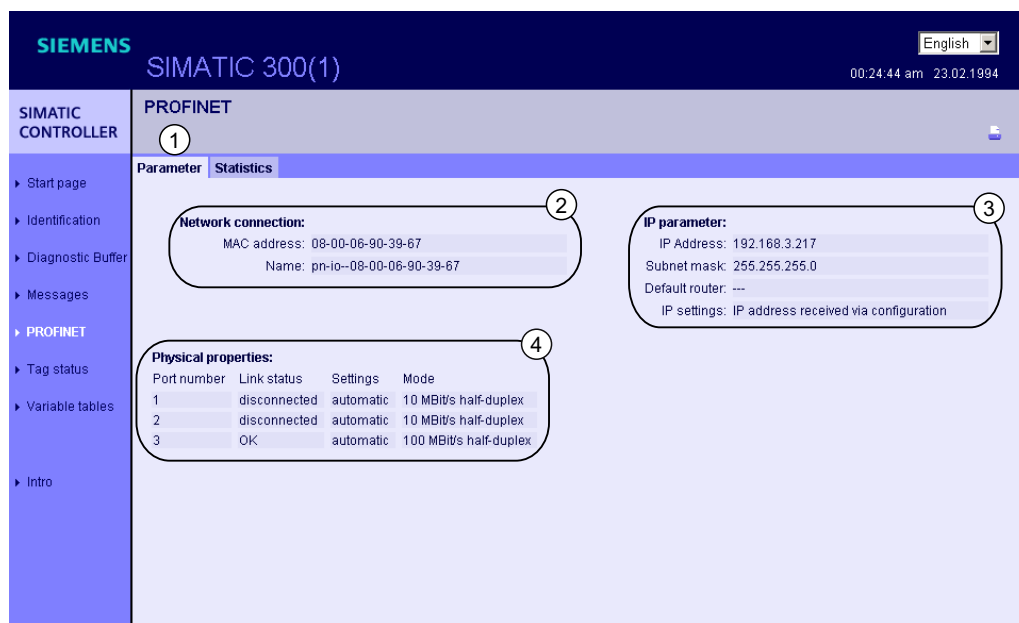 SIEMENS
SIMATIC 300(1)
English
00:24:44 am 23.02.1994
SIMATIC
CONTROLLER
PROFINET
1
Parameter Statistics
Start page
Identification
Diagnostic Buffer
Messages
PROFINET
Tag status
Variable tables
Intro
2
Network connection:
MAC address: 08-00-06-90-39-67
Name: pn-io--08-00-06-90-39-67
3
IP parameter:
IP Address: 192.168.3.217
Subnet mask: 255.255.255.0
Default router: ---
IP settings: IP address received via configuration
4
Physical properties:
Port number Link status Settings Mode
1 disconnected automatic 10 MBit/s half-duplex
2 disconnected automatic 10 MBit/s half-duplex
3 OK automatic 100 MBit/s half-duplex